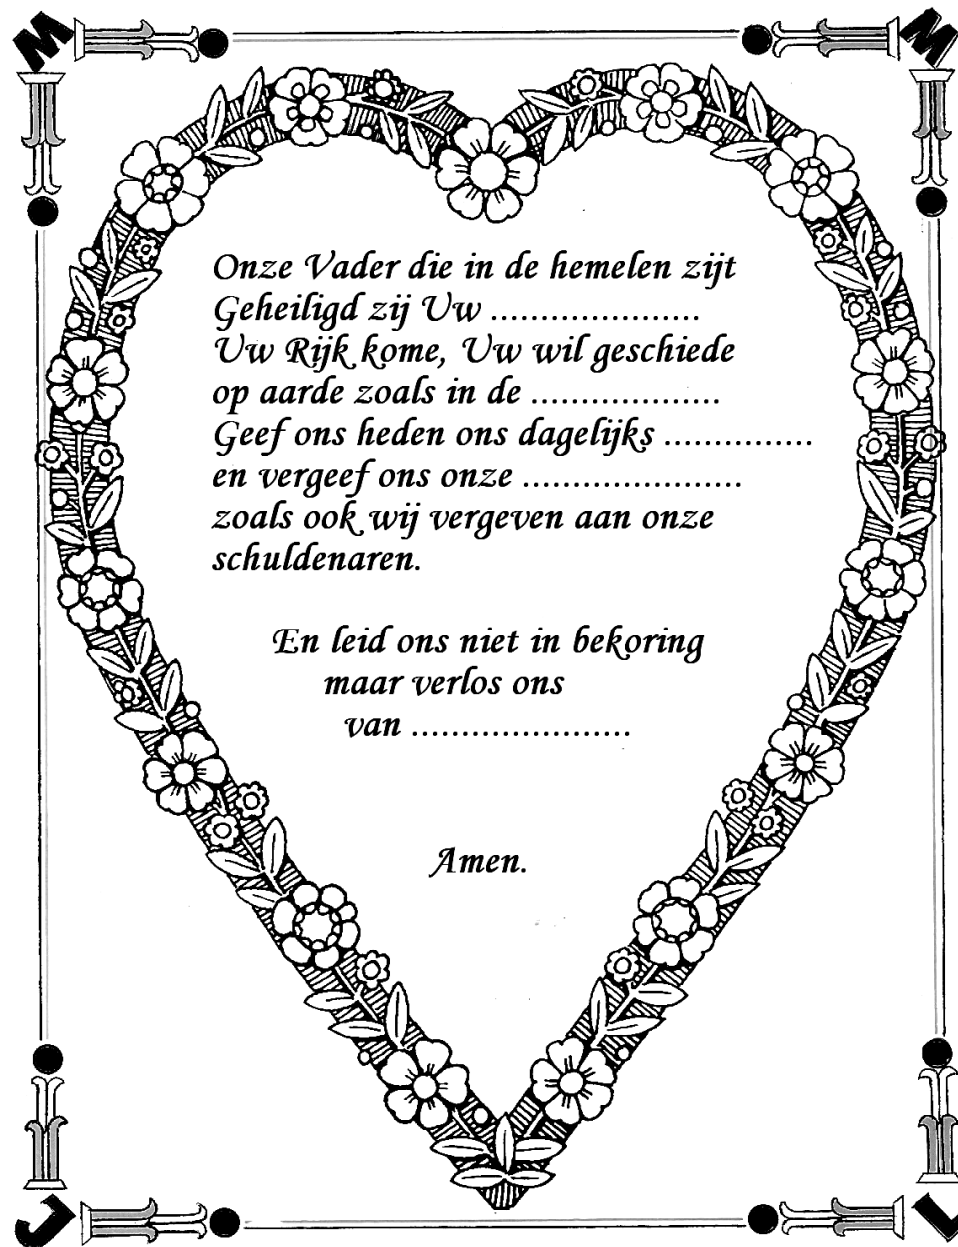 M M
Onze Vader die in de hemelen zijt
Geheiligd zij Uw .....................
Uw Rijk kome, Uw wil geschiede
op aarde zoals in de ...................
Geef ons heden ons dagelijks ...............
en vergeef ons onze ......................
zoals ook wij vergeven aan onze
schuldenaren.
En leid ons niet in bekoring
maar verlos ons
van ......................
Amen.
J L